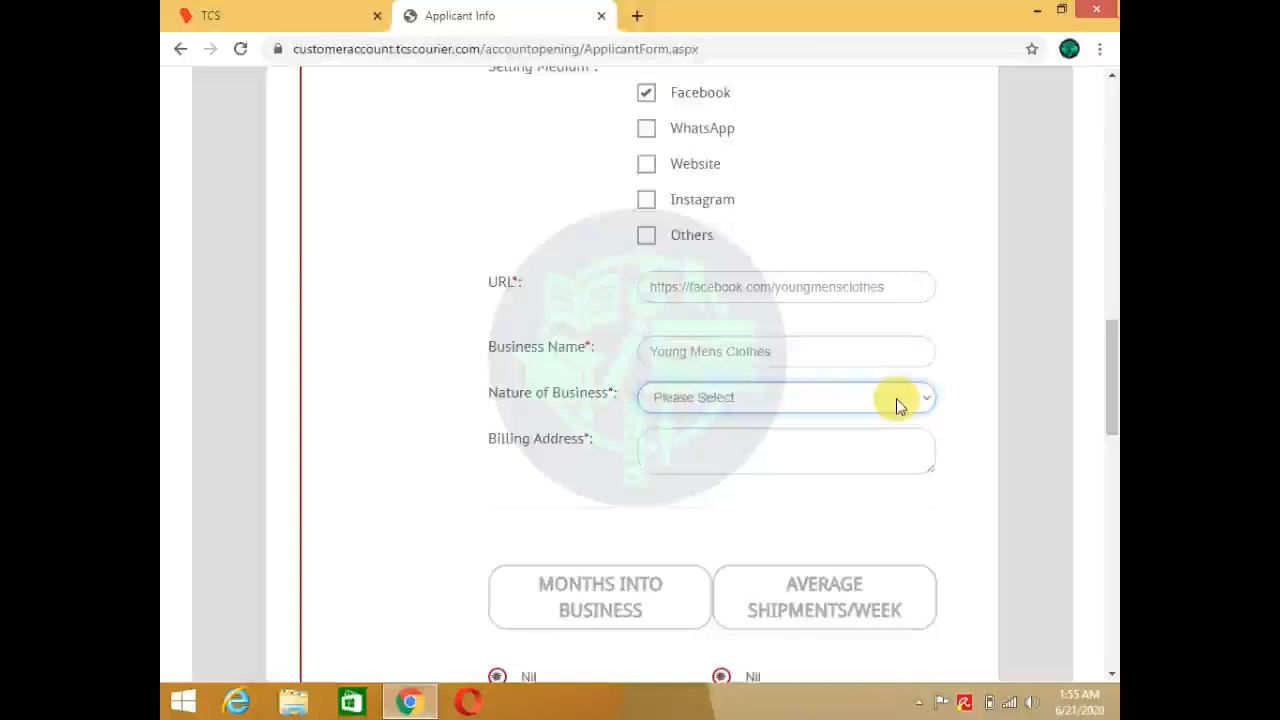 TCS
Applicant Info
customeraccount.tcscourier.com/accountopening/ApplicantForm.aspx
Selling Medium*:
Facebook
WhatsApp
Website
Instagram
Others
URL*:
https://facebook.com/youngmensclothes
Business Name*:
Young Mens Clothes
Nature of Business*:
Please Select
Billing Address*:
MONTHS INTO
BUSINESS
AVERAGE
SHIPMENTS/WEEK
Nil
Nil
1:55 AM
6/21/2020